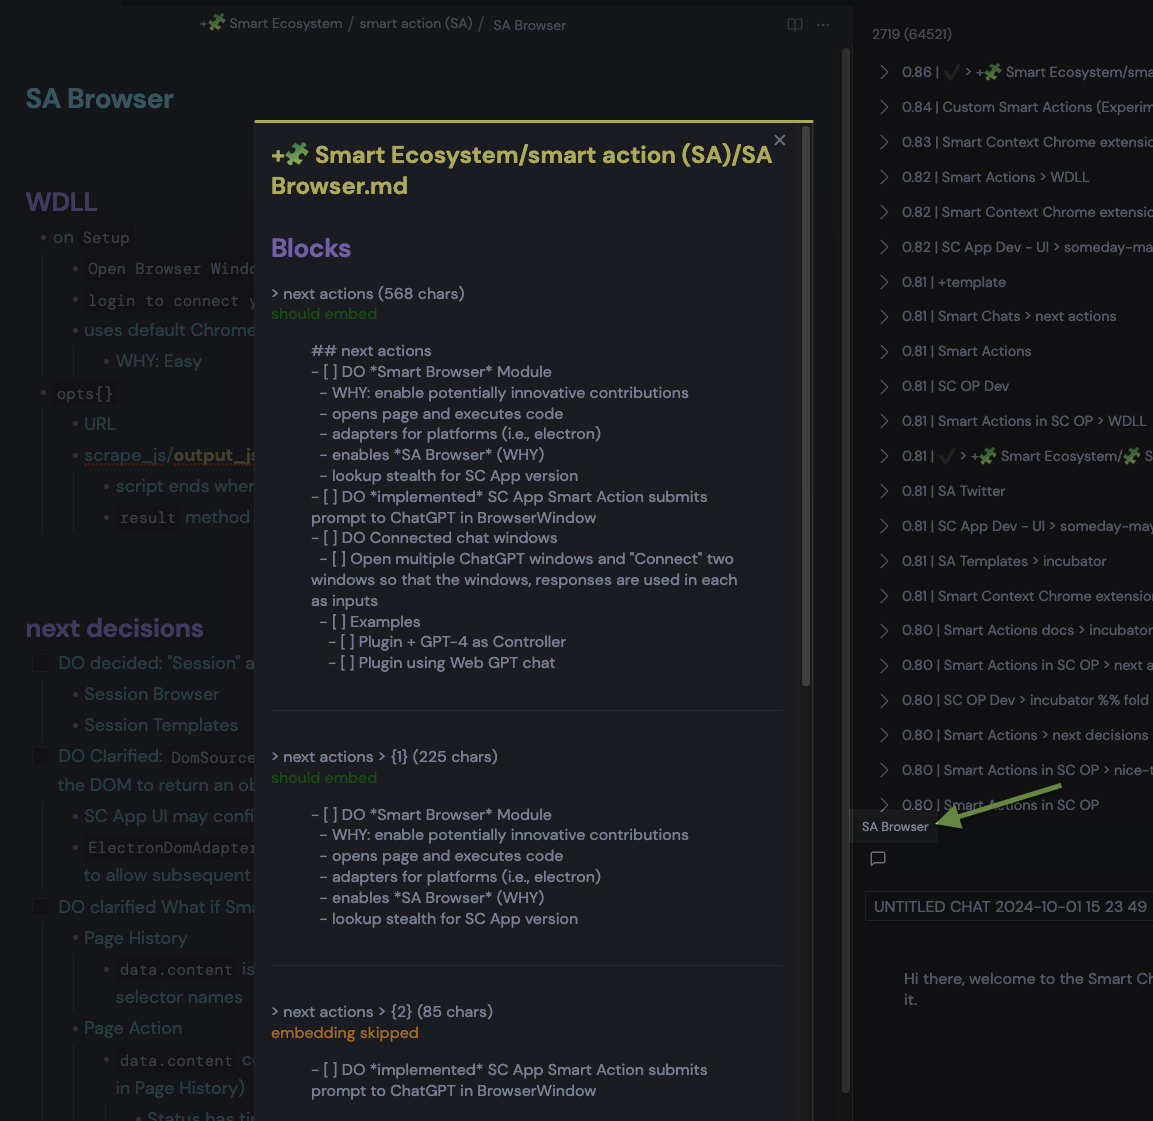 + Smart Ecosystem / smart action (SA) / SA Browser
SA Browser
WDLL
• on Setup
• Open Browser Windo
• login to connect y
• uses default Chrome
• WHY: Easy
• opts{}
• URL
• scrape_js/output_js
• script ends wher
• result method
next decisions
DO decided: "Session" a
• Session Browser
• Session Templates
DO Clarified: DomSource
the DOM to return an ob
• SC App UI may confi
• ElectronDomAdapter
to allow subsequent
DO clarified What if Sma
• Page History
• data.content is
selector names
• Page Action
• data.content c
in Page History)
• Status has ti
+ Smart Ecosystem/smart action (SA)/SA
Browser.md
Blocks
> next actions (568 chars)
should embed
## next actions
- [ ] DO *Smart Browser* Module
- WHY: enable potentially innovative contributions
- opens page and executes code
- adapters for platforms (i.e., electron)
- enables *SA Browser* (WHY)
- lookup stealth for SC App version
- [ ] DO *implemented* SC App Smart Action submits
prompt to ChatGPT in BrowserWindow
- [ ] DO Connected chat windows
- [ ] Open multiple ChatGPT windows and "Connect" two
windows so that the windows, responses are used in each
as inputs
- [ ] Examples
- [ ] Plugin + GPT-4 as Controller
- [ ] Plugin using Web GPT chat
> next actions > {1} (225 chars)
should embed
- [ ] DO *Smart Browser* Module
- WHY: enable potentially innovative contributions
- opens page and executes code
- adapters for platforms (i.e., electron)
- enables *SA Browser* (WHY)
- lookup stealth for SC App version
> next actions > {2} (85 chars)
embedding skipped
- [ ] DO *implemented* SC App Smart Action submits
prompt to ChatGPT in BrowserWindow
2719 (64521)
0.86 | ✓ > + Smart Ecosystem/sma
0.84 | Custom Smart Actions (Experim
0.83 | Smart Context Chrome extensio
0.82 | Smart Actions > WDLL
0.82 | Smart Context Chrome extensio
0.82 | SC App Dev - UI > someday-ma
0.81 | +template
0.81 | Smart Chats > next actions
0.81 | Smart Actions
0.81 | SC OP Dev
0.81 | Smart Actions in SC OP > WDLL
0.81 | ✓ > + Smart Ecosystem/ S
0.81 | SA Twitter
0.81 | SC App Dev - UI > someday-may
0.81 | SA Templates > incubator
0.81 | Smart Context Chrome extension
0.80 | Smart Actions docs > incubator
0.80 | Smart Actions in SC OP > next a
0.80 | SC OP Dev > incubator %% fold
0.80 | Smart Actions > next decisions
0.80 | Smart Actions in SC OP > nice-t
0.80 | Smart Actions in SC OP
SA Browser
UNTITLED CHAT 2024-10-01 15 23 49
Hi there, welcome to the Smart Ch
it.